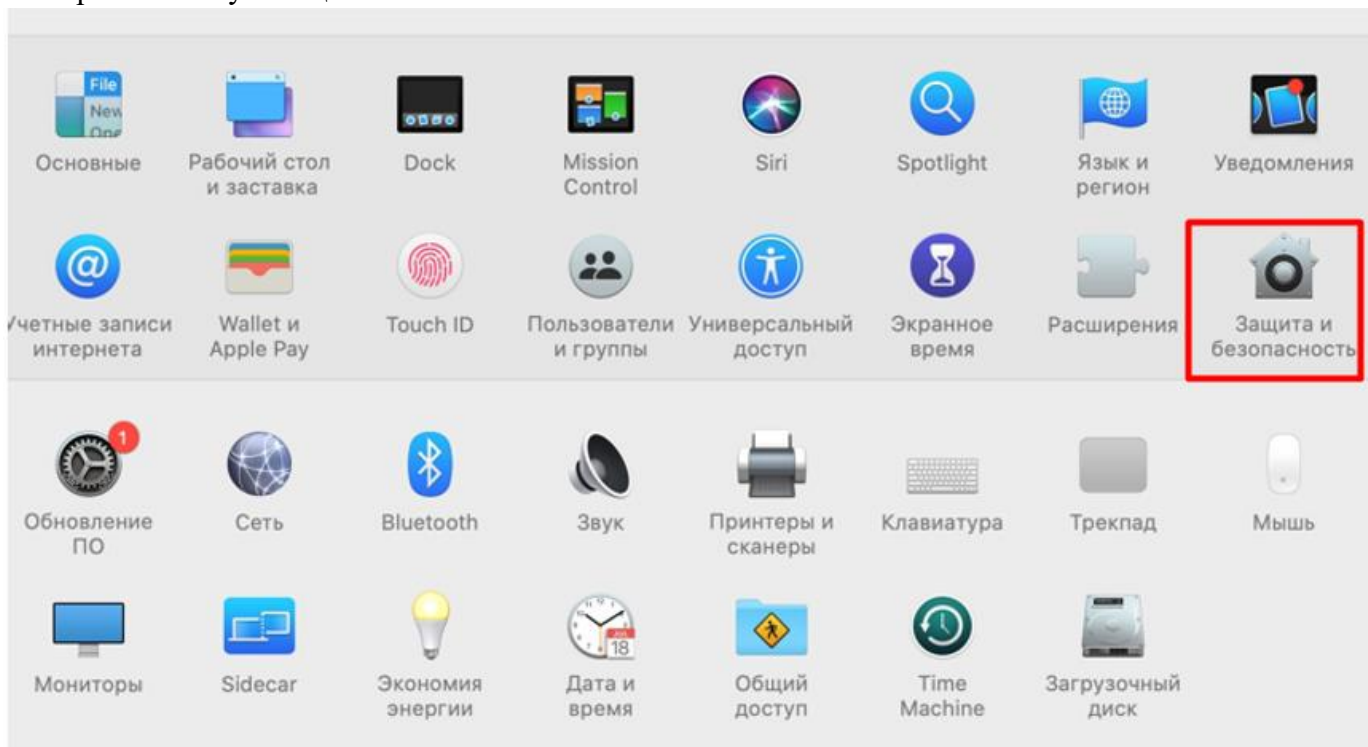 File
New
One
Основные
Рабочий стол
и заставка
Dock
Mission
Control
Siri
Spotlight
Язык и
регион
Уведомления
Учетные записи
интернета
Wallet и
Apple Pay
Touch ID
Пользователи
и группы
Универсальный
доступ
Экранное
время
Расширения
Защита и
безопасность
1
Обновление
ПО
Сеть
Bluetooth
Звук
Принтеры и
сканеры
Клавиатура
Трекпад
Мышь
Мониторы
Sidecar
Экономия
энергии
18
Дата и
время
Общий
доступ
Time
Machine
Загрузочный
диск